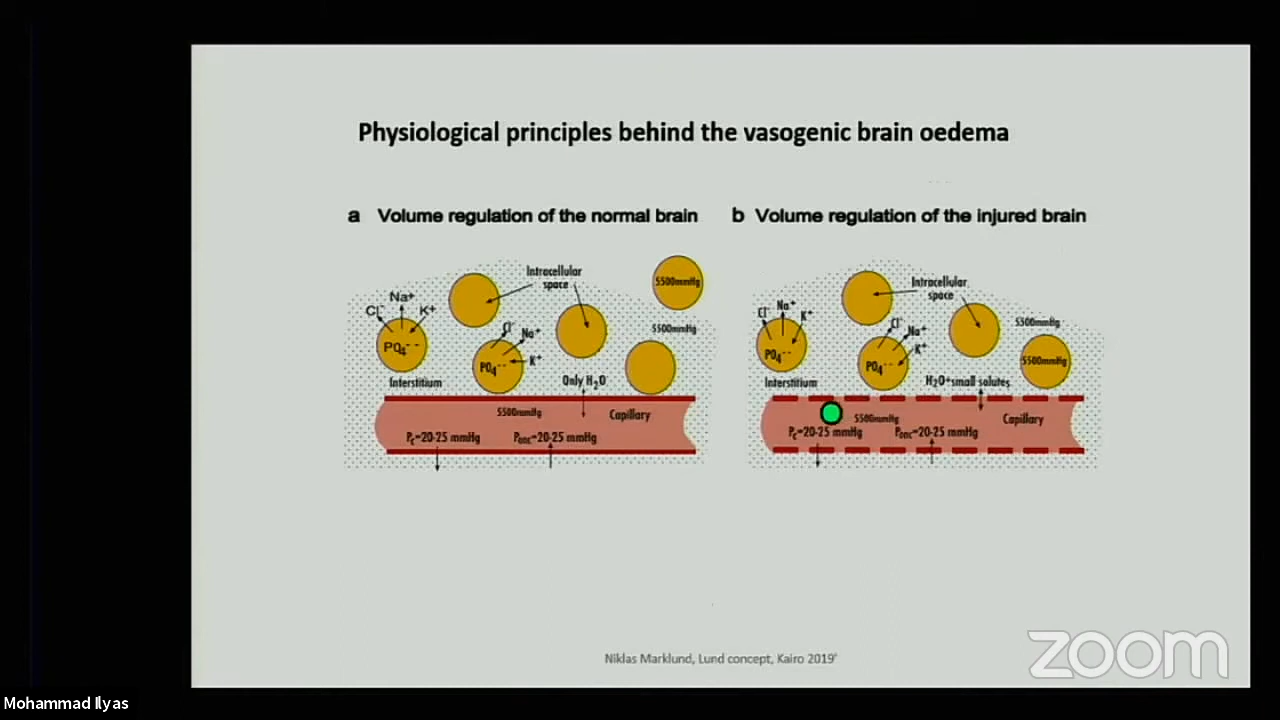 Physiological principles behind the vasogenic brain oedema
a Volume regulation of the normal brain
Intracellular
space
5500mmHg
Na+
Cl-
K+
PO4--
Cl-
Na+
K+
PO4--
5500mmHg
Interstitium
Only H2O
5500mmHg
Capillary
Pc=20-25 mmHg
Ponc=20-25 mmHg
b Volume regulation of the injured brain
Intracellular
space
Cl-
Na+
K+
PO4--
Cl-
Na+
K+
PO4--
5500mmHg
5500mmHg
Interstitium
H2O+small solutes
5500mmHg
Capillary
Pc=20-25 mmHg
Ponc=20-25 mmHg
Niklas Marklund, Lund concept, Kairo 2019'
zoom
Mohammad Ilyas